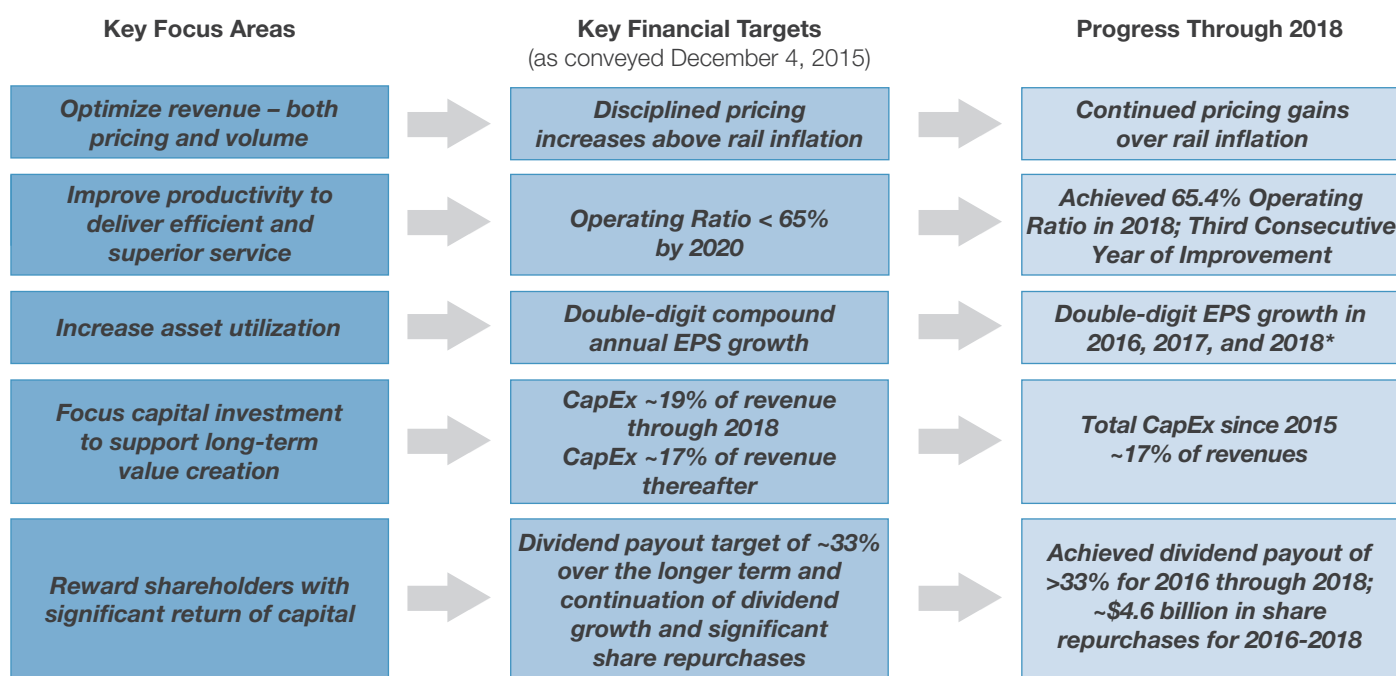 Key Focus Areas
Key Financial Targets
(as conveyed December 4, 2015)
Progress Through 2018
Optimize revenue – both
pricing and volume
Disciplined pricing
increases above rail inflation
Continued pricing gains
over rail inflation
Improve productivity to
deliver efficient and
superior service
Operating Ratio < 65%
by 2020
Achieved 65.4% Operating
Ratio in 2018; Third Consecutive
Year of Improvement
Increase asset utilization
Double-digit compound
annual EPS growth
Double-digit EPS growth in
2016, 2017, and 2018*
Focus capital investment
to support long-term
value creation
CapEx ~19% of revenue
through 2018
CapEx ~17% of revenue
thereafter
Total CapEx since 2015
~17% of revenues
Reward shareholders with
significant return of capital
Dividend payout target of ~33%
over the longer term and
continuation of dividend
growth and significant
share repurchases
Achieved dividend payout of
>33% for 2016 through 2018;
~$4.6 billion in share
repurchases for 2016-2018